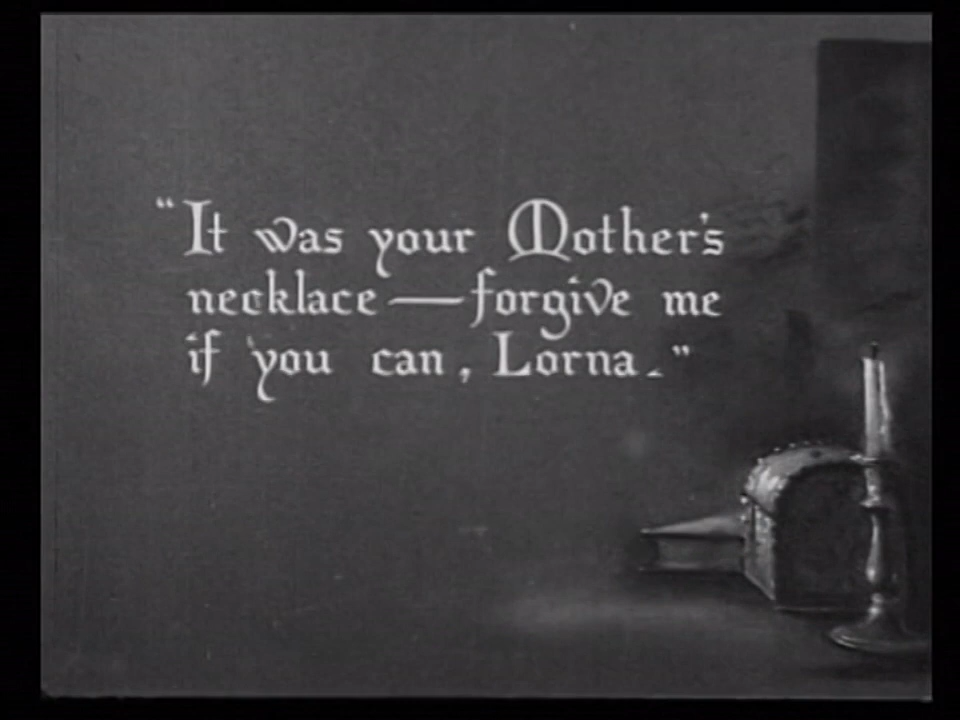 “It was your Mother's
necklace — forgive me
if you can, Lorna.”